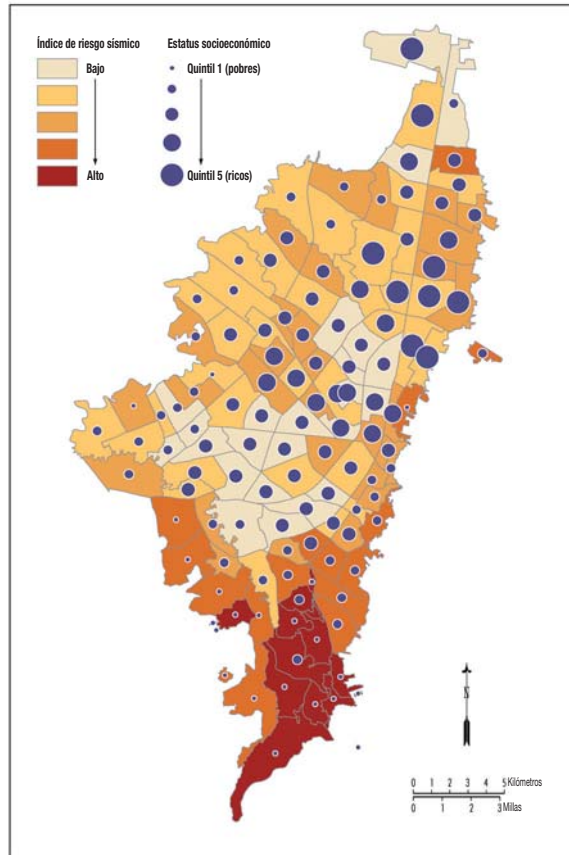 Índice de riesgo sísmico
Bajo
Alto
Estatus socioeconómico
Quintil 1 (pobres)
Quintil 5 (ricos)
N
0 1 2 3 4 5 Kilómetros
0 1 2 3 Millas